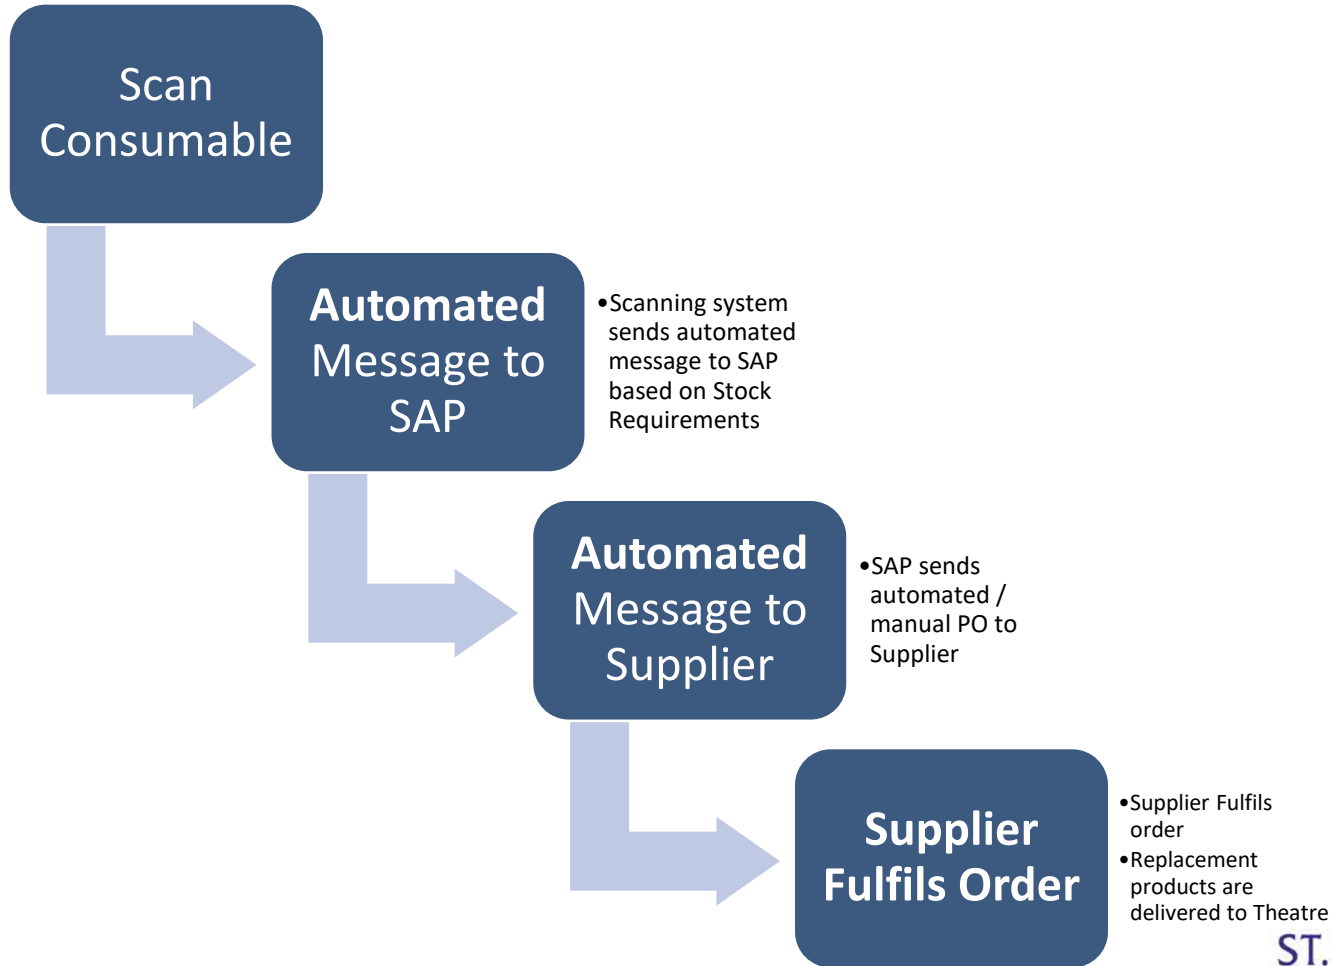 Scan
Consumable
Automated
Message to
SAP
•Scanning system
sends automated
message to SAP
based on Stock
Requirements
Automated
Message to
Supplier
•SAP sends
automated /
manual PO to
Supplier
Supplier
Fulfils Order
•Supplier Fulfils
order
•Replacement
products are
delivered to Theatre
ST.